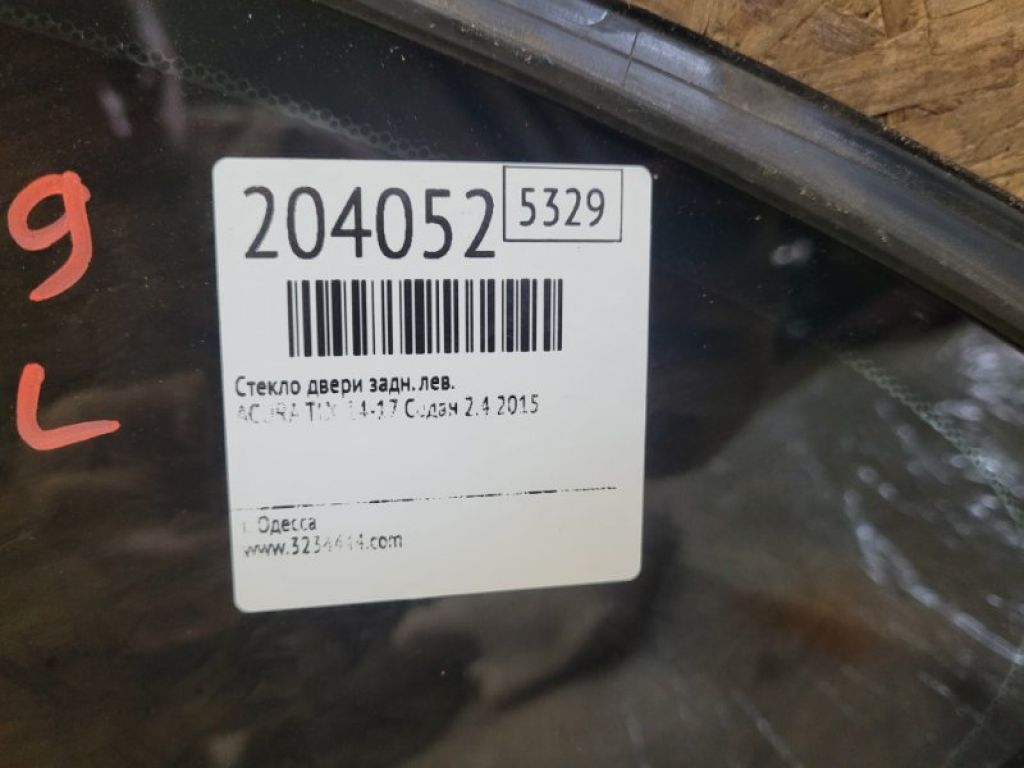 204052 5329
Стекло двери задн.лев.
ACURA TLX 14-17 Седан 2.4 2015
г. Одесса
www.3234444.com
9
L